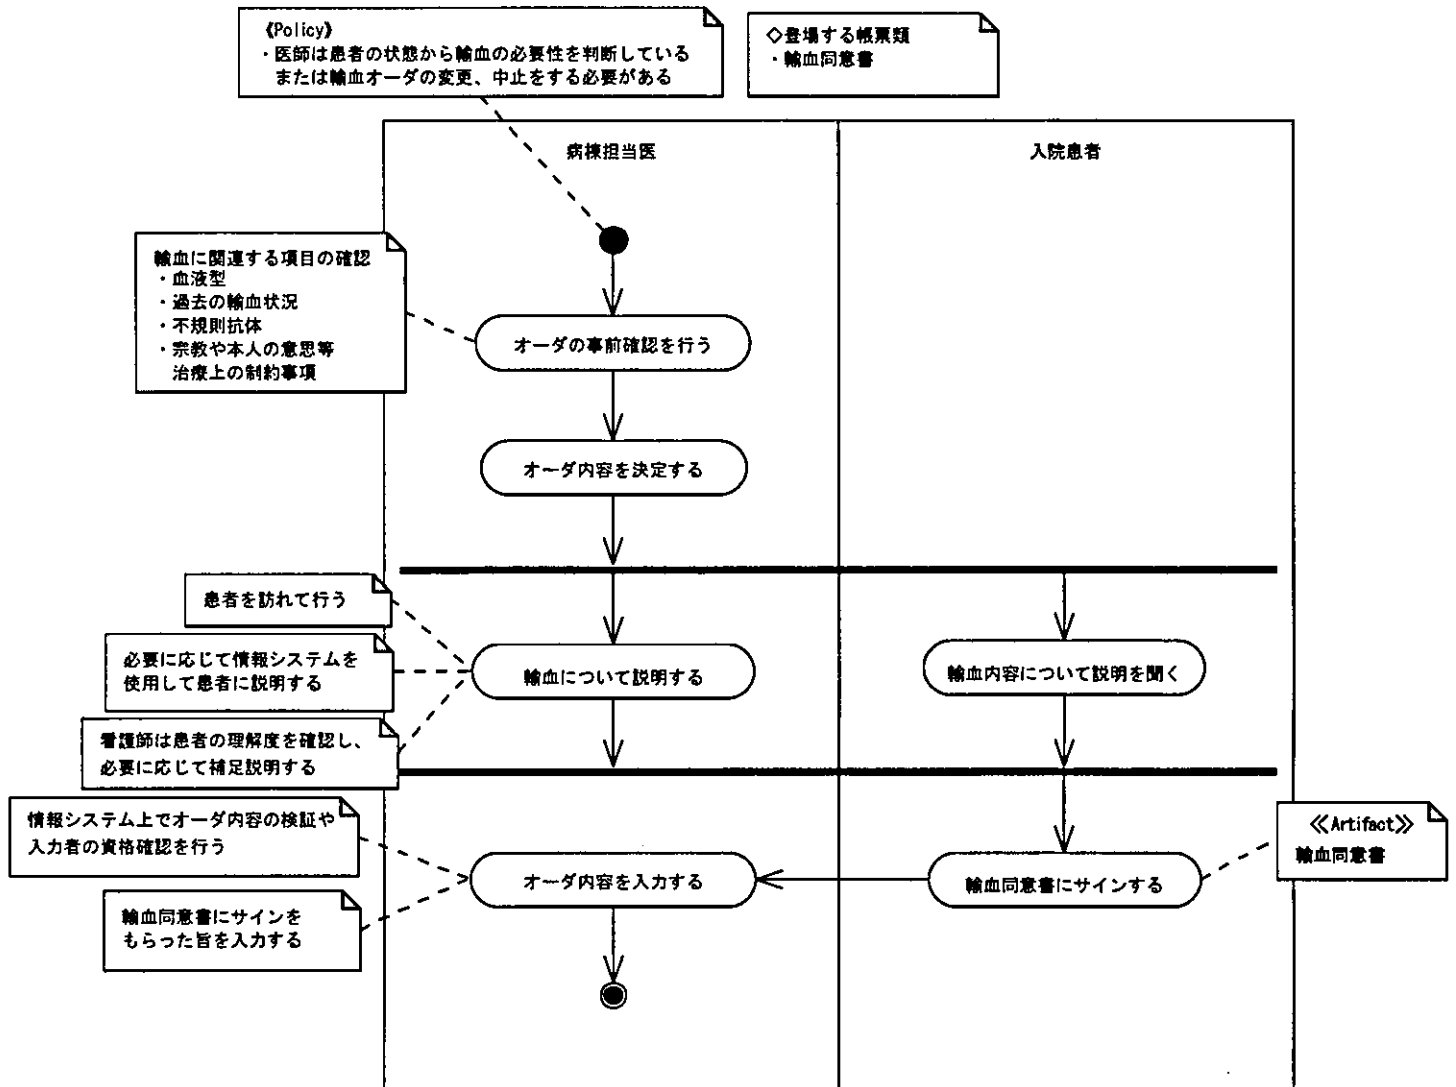 《Policy》
・医師は患者の状態から輸血の必要性を判断している
または輸血オーダの変更、中止をする必要がある
◇登場する帳票類
・輸血同意書
病棟担当医
入院患者
輸血に関連する項目の確認
・血液型
・過去の輸血状況
・不規則抗体
・宗教や本人の意思等
治療上の制約事項
オーダの事前確認を行う
オーダ内容を決定する
患者を訪れて行う
必要に応じて情報システムを
使用して患者に説明する
看護師は患者の理解度を確認し、
必要に応じて補足説明する
輸血について説明する
輸血内容について説明を聞く
情報システム上でオーダ内容の検証や
入力者の資格確認を行う
輸血同意書にサインを
もらった旨を入力する
オーダ内容を入力する
輸血同意書にサインする
≪Artifact≫
輸血同意書